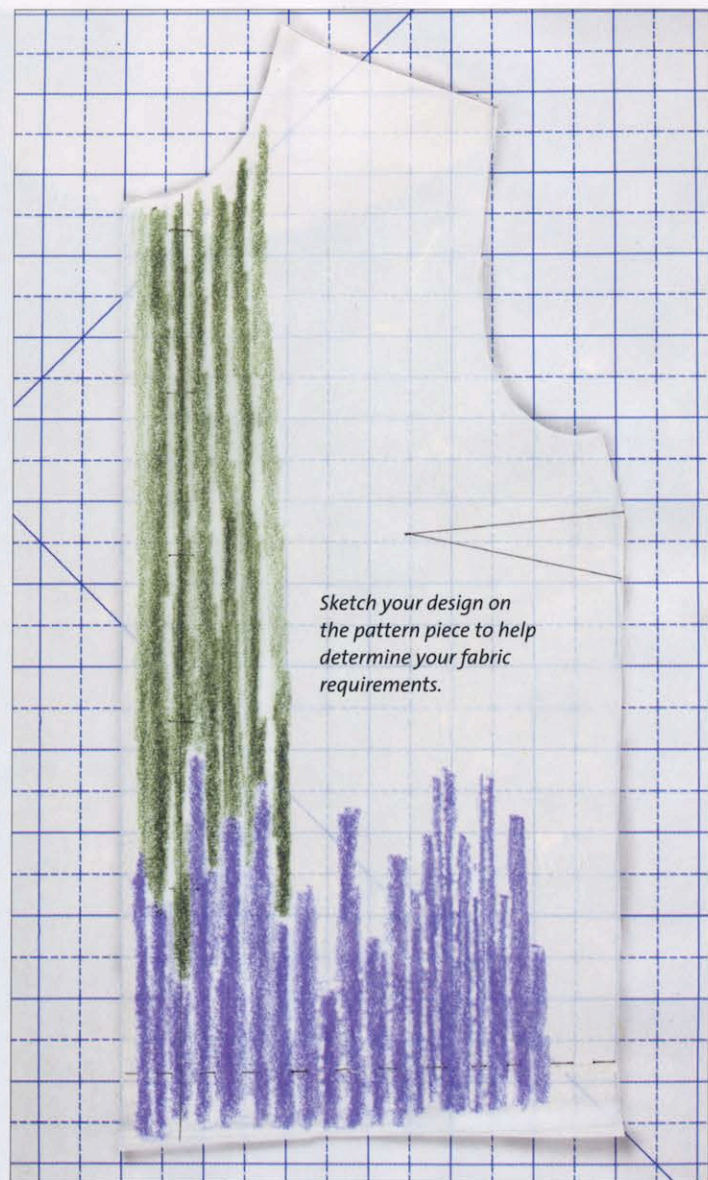 Sketch your design on
the pattern piece to help
determine your fabric
requirements.